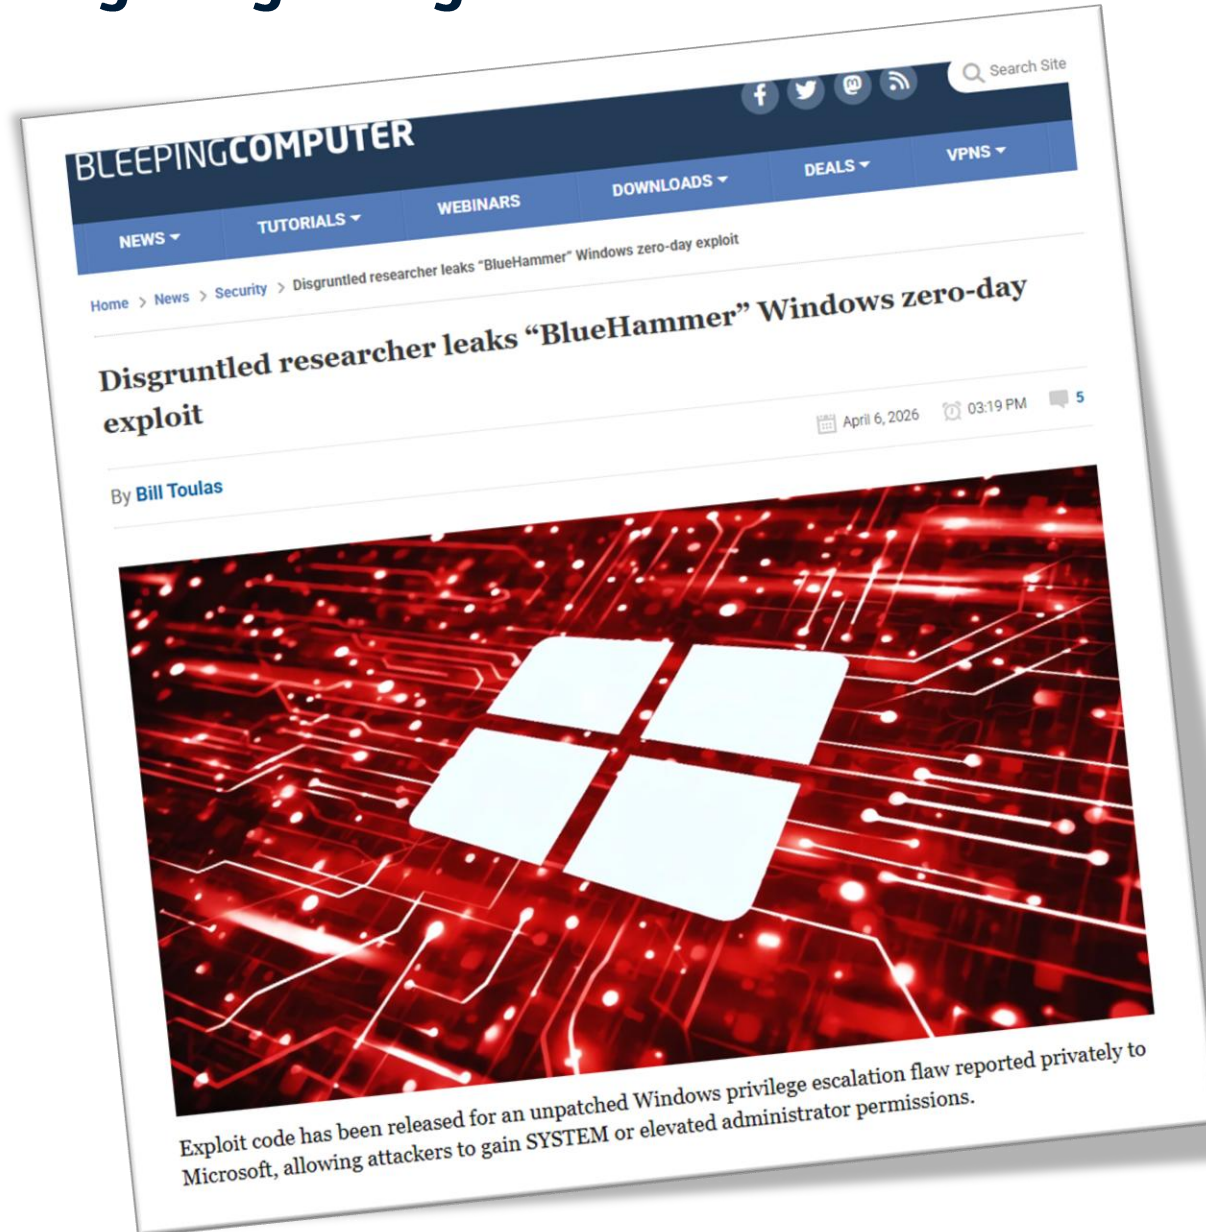 BLEEPINGCOMPUTER
Search Site
NEWS
TUTORIALS
WEBINARS
DOWNLOADS
DEALS
VPNS
Home > News > Security > Disgruntled researcher leaks "BlueHammer" Windows zero-day exploit
Disgruntled researcher leaks “BlueHammer” Windows zero-day
exploit
By Bill Toulas
April 6, 2026 03:19 PM 5
Exploit code has been released for an unpatched Windows privilege escalation flaw reported privately to
Microsoft, allowing attackers to gain SYSTEM or elevated administrator permissions.